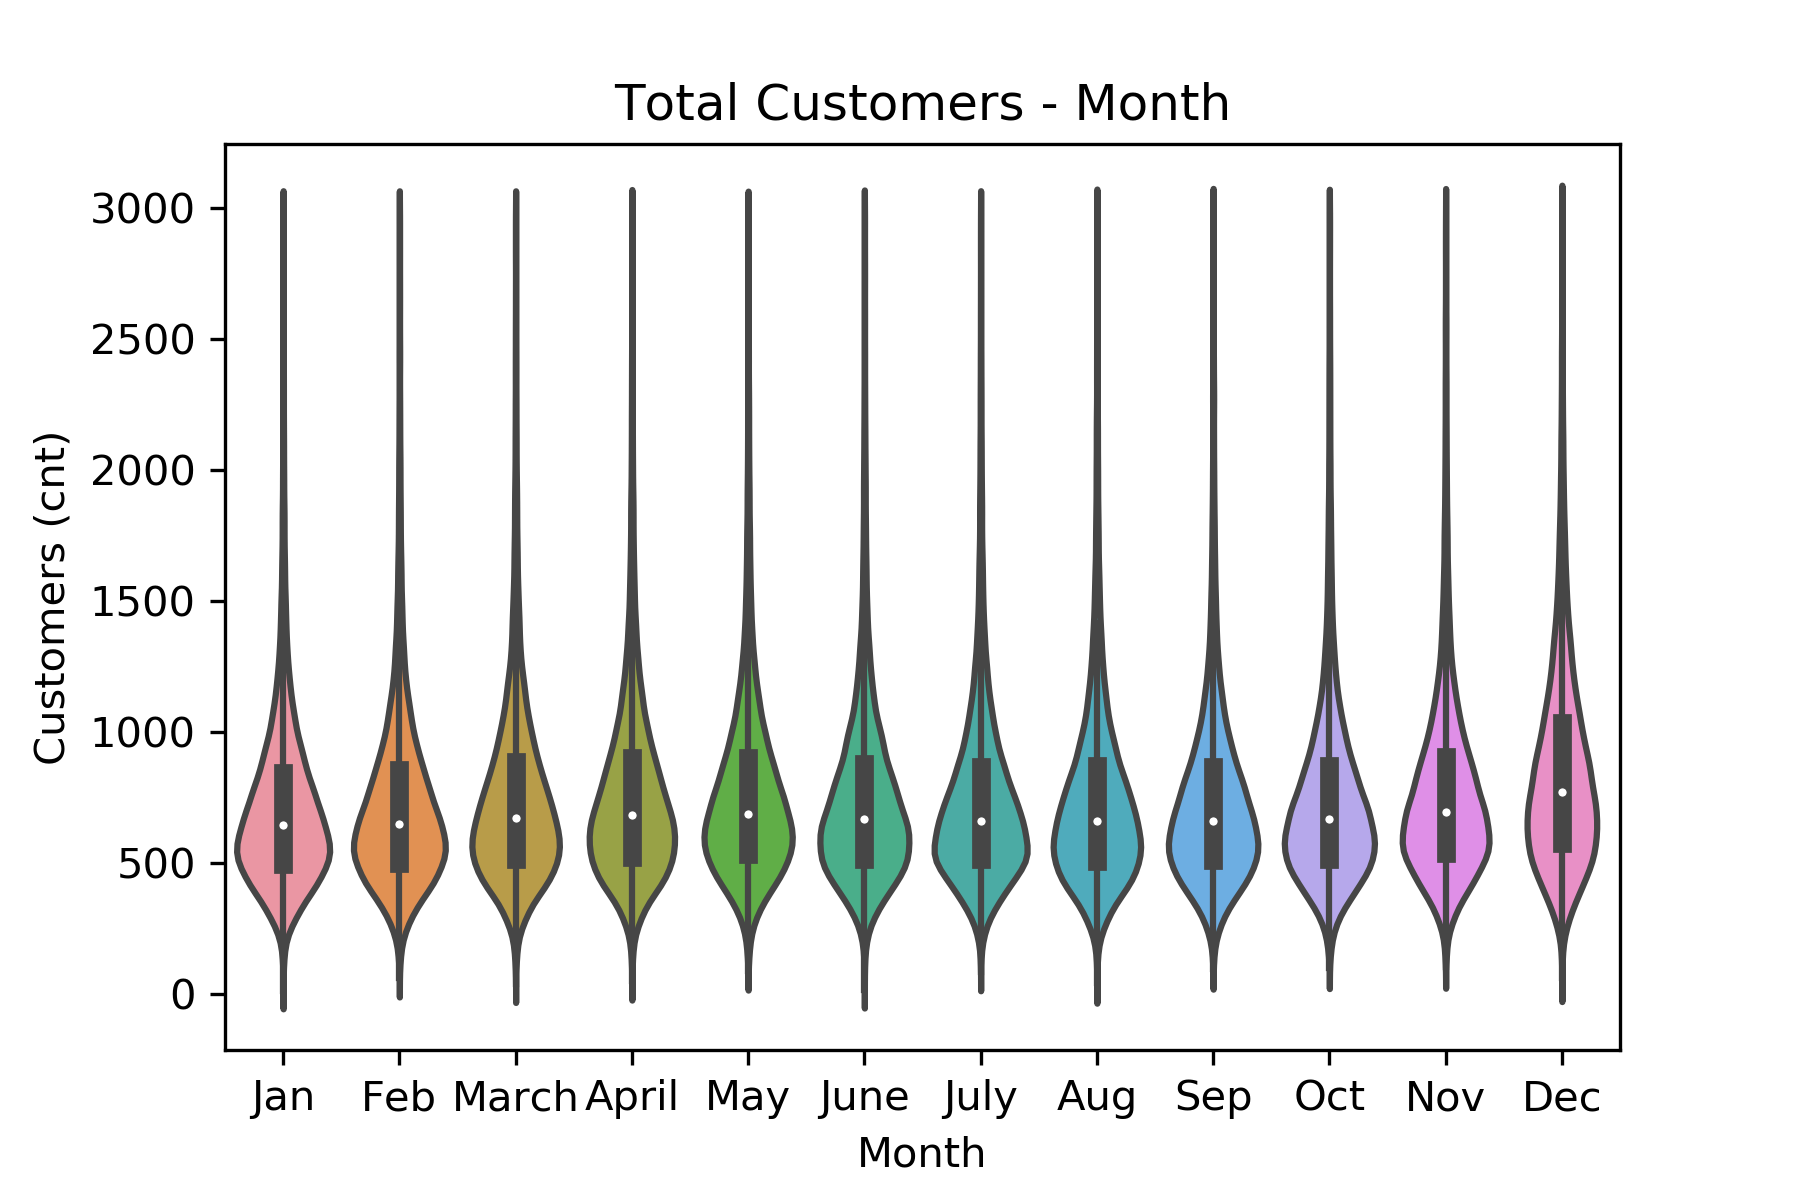 Total Customers - Month
Customers (cnt)
3000
2500
2000
1500
1000
500
0
Jan Feb March April May June July Aug Sep Oct Nov Dec
Month